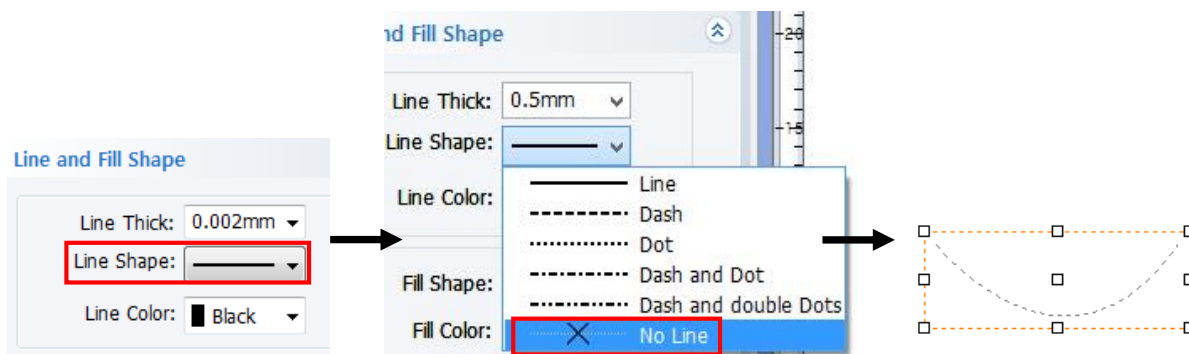 Line and Fill Shape
Line Thick: 0.002mm
Line Shape:
Line Color: Black
nd Fill Shape
Line Thick: 0.5mm
Line Shape:
Line Color:
Line
Dash
Dot
Dash and Dot
Dash and double Dots
No Line
Fill Shape:
Fill Color:
-20
-15